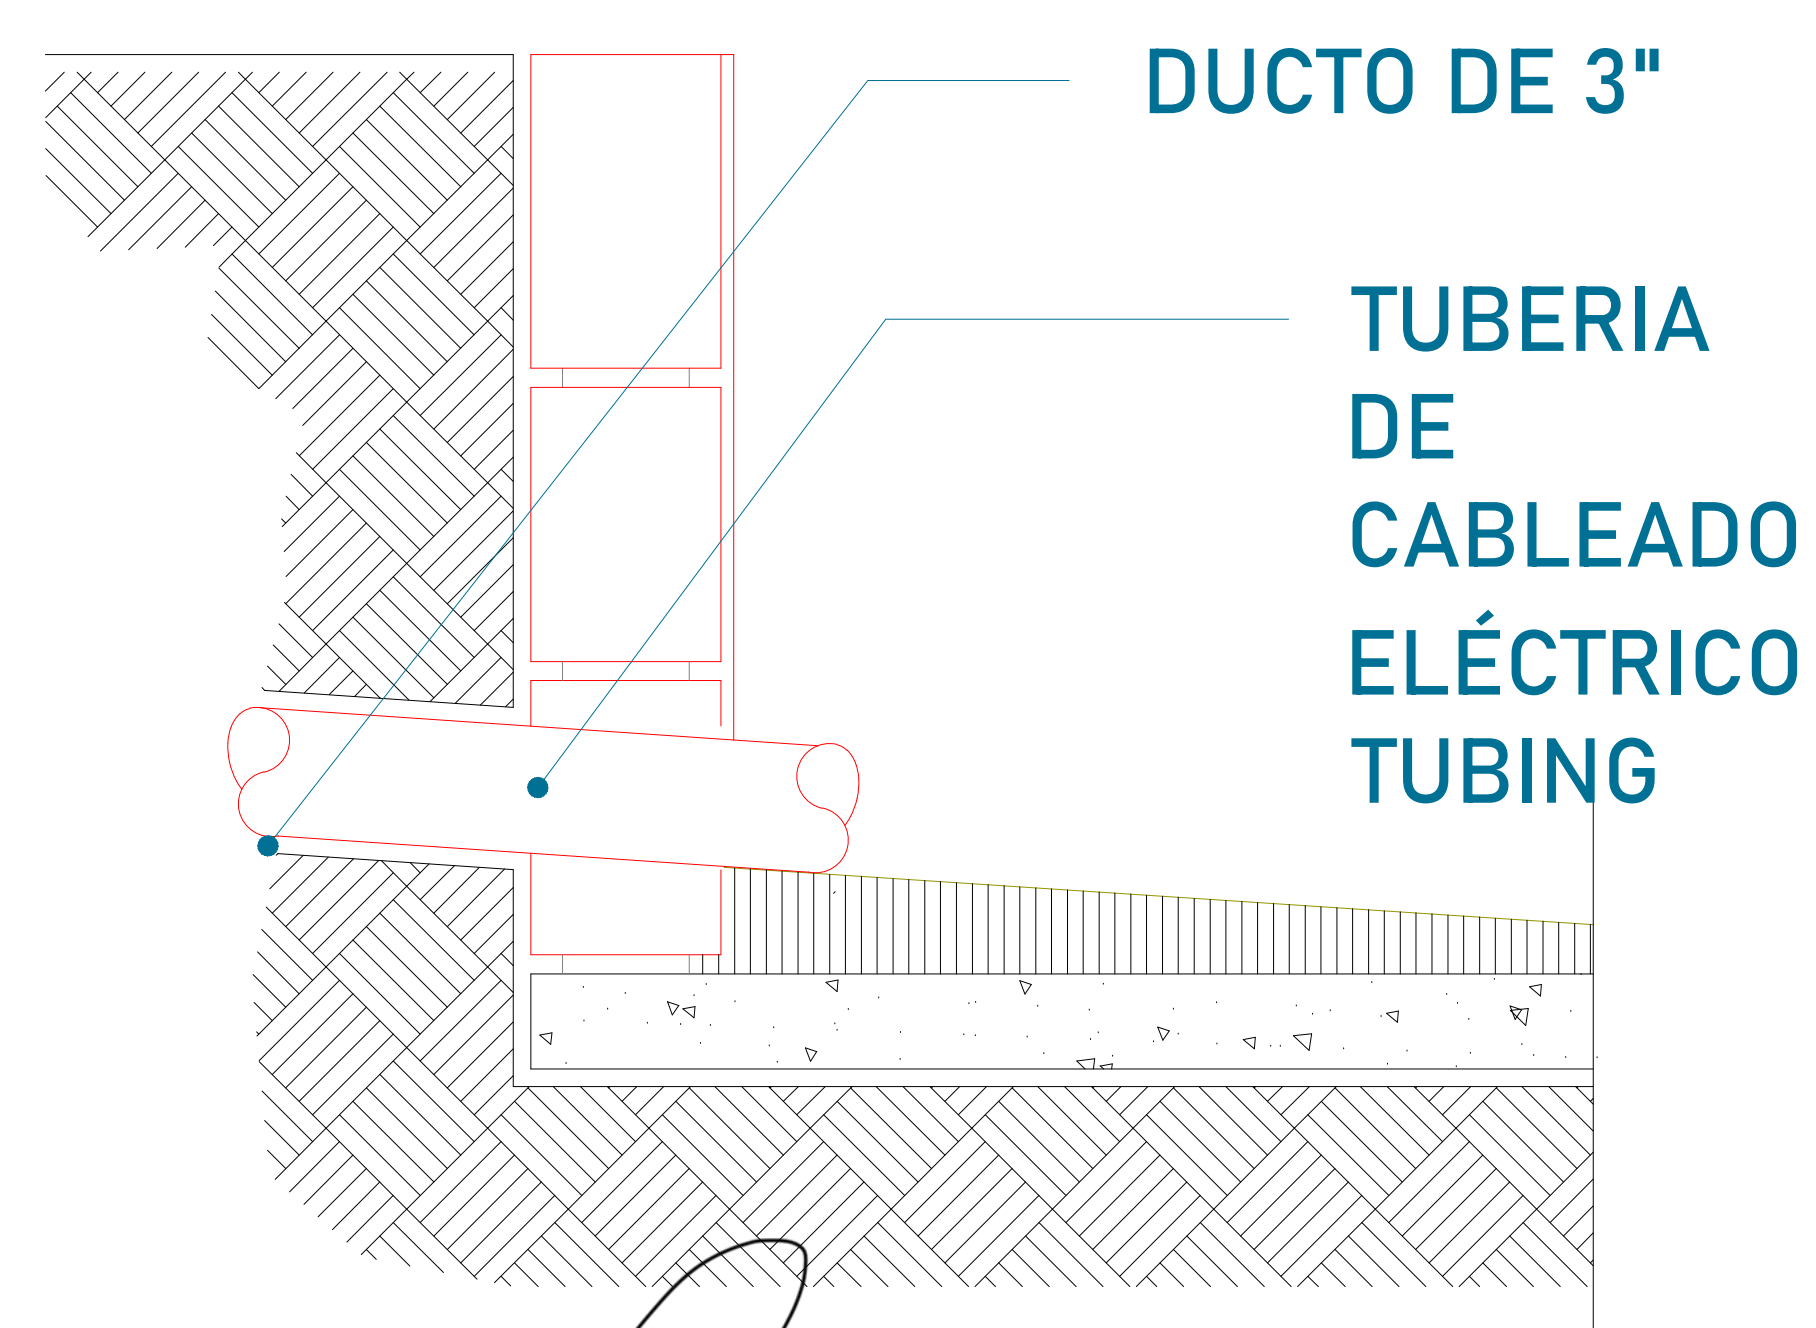 DUCTO DE 3"
TUBERIA
DE
CABLEADO
ELÉCTRICO
TUBING